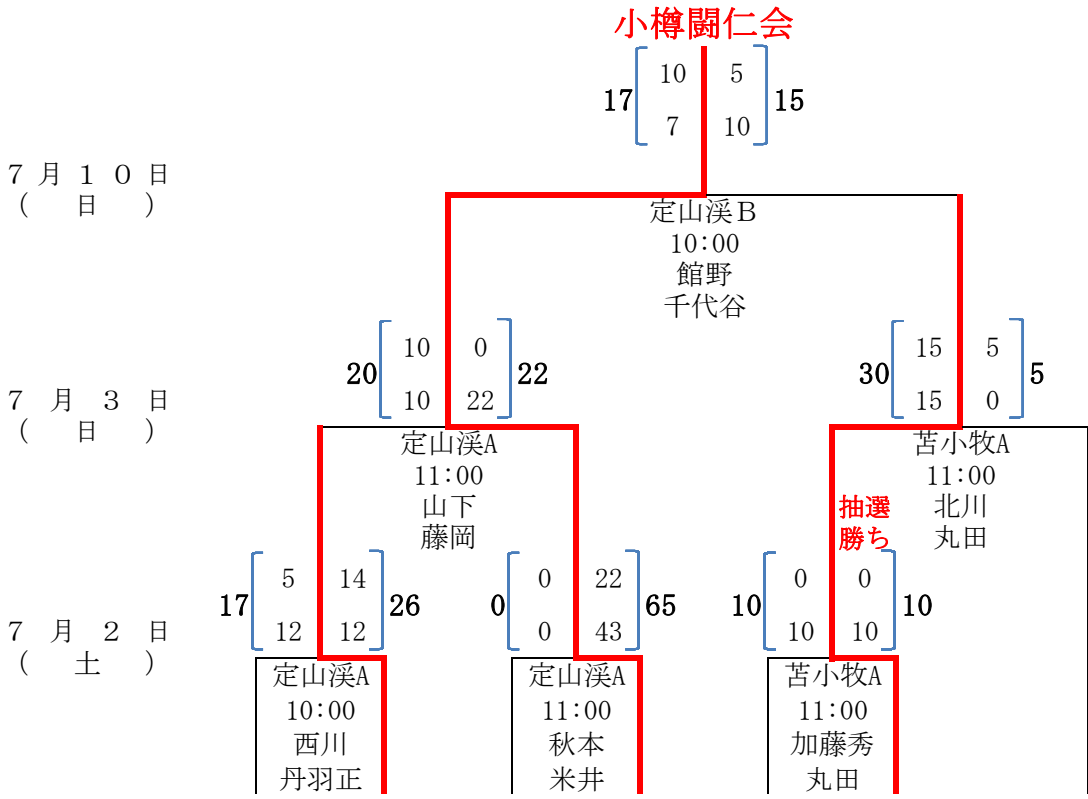 小樽闘仁会
10 5
17 15
7 10
7月10日
(日)
定山渓B
10:00
館野
千代谷
10 0
20 22
10 22
15 5
30 5
15 0
7月3日
(日)
定山渓A
11:00
山下
藤岡
苫小牧A
11:00
北川
丸田
抽選
勝ち
5 14
17 26
12 12
0 22
0 65
0 43
0 0
10 10
10 10
7月2日
(土)
定山渓A
10:00
西川
丹羽正
定山渓A
11:00
秋本
米井
苫小牧A
11:00
加藤秀
丸田